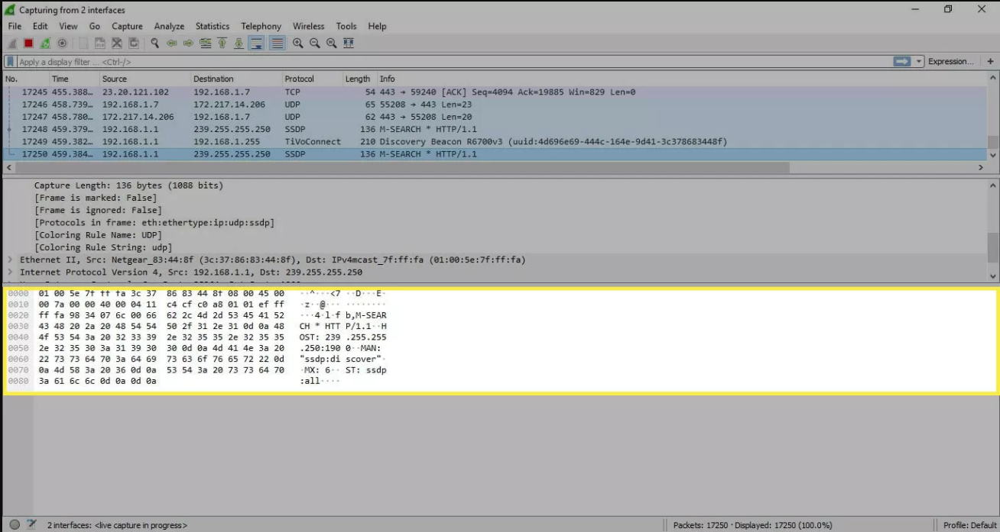 Capturing from 2 interfaces
File Edit View Go Capture Analyze Statistics Telephony Wireless Tools Help
Apply a display filter ... <Ctrl-/> Expression... +
No. Time Source Destination Protocol Length Info
17245 455.388… 23.20.121.102 192.168.1.7 TCP 54 443 → 59240 [ACK] Seq=4094 Ack=19885 Win=829 Len=0
17246 458.739… 192.168.1.7 172.217.14.206 UDP 65 55208 → 443 Len=23
17247 458.780… 172.217.14.206 192.168.1.7 UDP 62 443 → 55208 Len=20
17248 459.379… 192.168.1.1 239.255.255.250 SSDP 136 M-SEARCH * HTTP/1.1
17249 459.382… 192.168.1.1 192.168.1.255 TiVoConnect 210 Discovery Beacon R6700v3 (uuid:4d696e69-444c-164e-9d41-3c378683448f)
17250 459.384… 192.168.1.1 239.255.255.250 SSDP 136 M-SEARCH * HTTP/1.1
Capture Length: 136 bytes (1088 bits)
[Frame is marked: False]
[Frame is ignored: False]
[Protocols in frame: eth:ethertype:ip:udp:ssdp]
[Coloring Rule Name: UDP]
[Coloring Rule String: udp]
Ethernet II, Src: Netgear_83:44:8f (3c:37:86:83:44:8f), Dst: IPv4mcast_7f:ff:fa (01:00:5e:7f:ff:fa)
Internet Protocol Version 4, Src: 192.168.1.1, Dst: 239.255.255.250
0000 01 00 5e 7f ff fa 3c 37 86 83 44 8f 08 00 45 00 ··^···<7 ··D···E·
0010 00 7a 00 00 40 00 04 11 c4 cf c0 a8 01 01 ef ff ·z··@··· ········
0020 ff fa 98 34 07 6c 00 66 62 2c 4d 2d 53 45 41 52 ···4·l·f b,M-SEAR
0030 43 48 20 2a 20 48 54 54 50 2f 31 2e 31 0d 0a 48 CH * HTT P/1.1··H
0040 4f 53 54 3a 20 32 33 39 2e 32 35 35 2e 32 35 35 OST: 239 .255.255
0050 2e 32 35 30 3a 31 39 30 30 0d 0a 4d 41 4e 3a 20 .250:190 0··MAN:
0060 22 73 73 64 70 3a 64 69 73 63 6f 76 65 72 22 0d "ssdp:di scover"·
0070 0a 4d 58 3a 20 36 0d 0a 53 54 3a 20 73 73 64 70 ·MX: 6·· ST: ssdp
0080 3a 61 6c 6c 0d 0a 0d 0a :all····
2 interfaces: <live capture in progress> Packets: 17250 · Displayed: 17250 (100.0%) Profile: Default